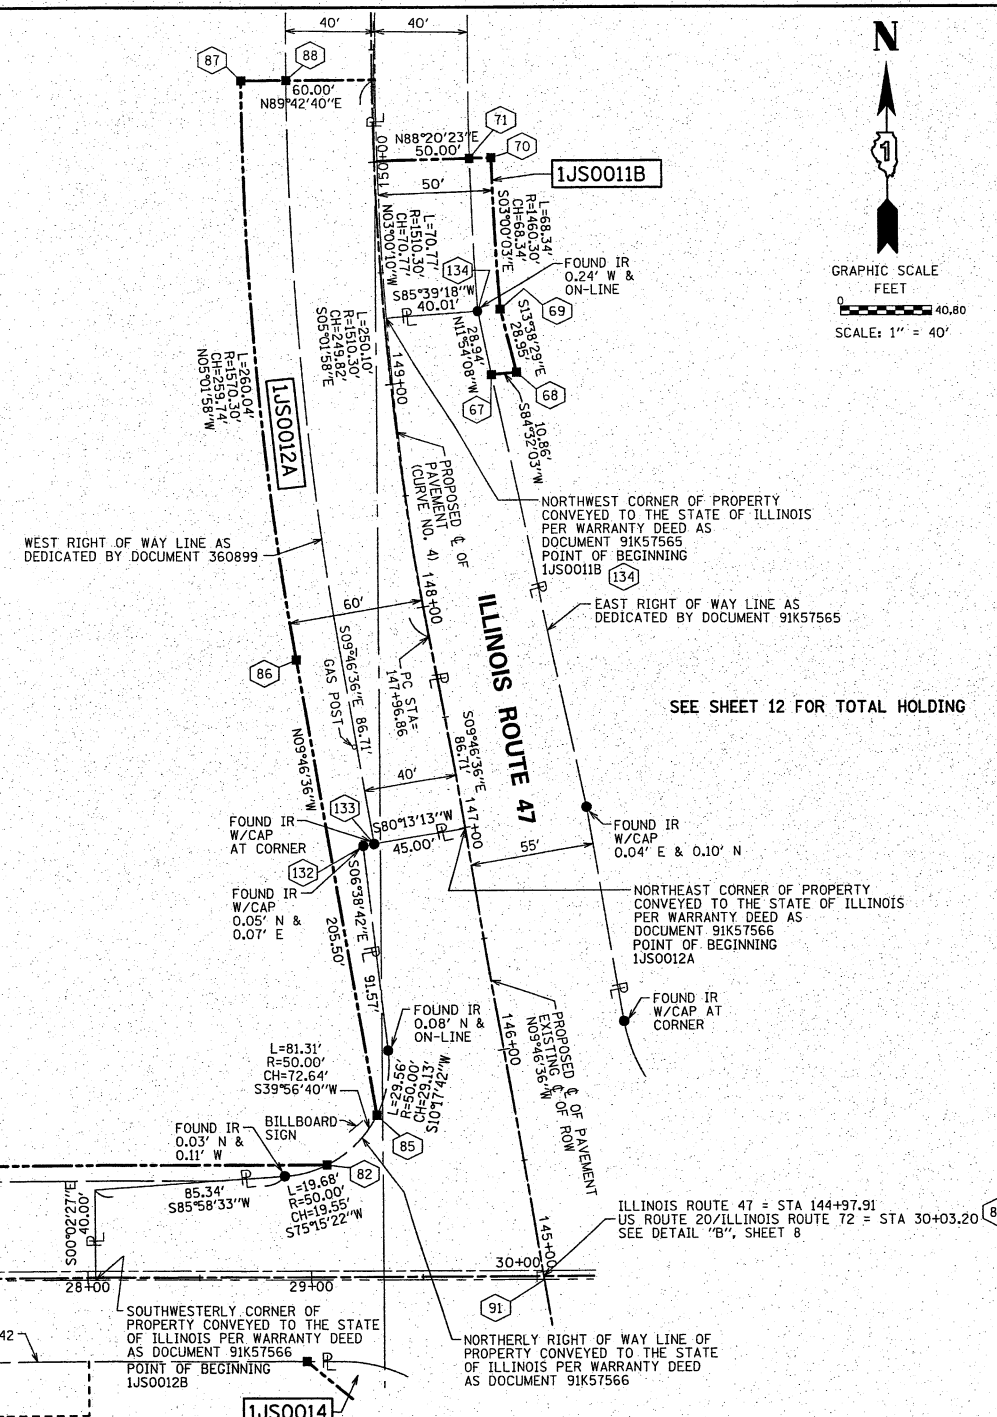 40'
40'
87
88
60.00'
N89°42'40"E
N88°20'23"E
50.00'
71
70
1JS0011B
N
1
GRAPHIC SCALE
FEET
0
40,80
SCALE: 1" = 40'
150+00
50'
L=68.34'
R=1460.30'
CH=68.34'
S03°00'03"E
L=70.77'
R=1510.30'
CH=70.77'
N03°00'10"W
134
FOUND IR
0.24' W &
ON-LINE
S85°39'18"W
40.01'
69
S13°38'29"E
28.95'
28.94'
N11°54'08"W
L=250.10'
R=1510.30'
CH=249.82'
S05°01'58"E
L=260.04'
R=1570.30'
CH=259.74'
N05°01'58"W
1JS0012A
149+00
67
68
10.86'
S84°32'03"W
PROPOSED ℄ OF
PAVEMENT
(CURVE NO. 4)
NORTHWEST CORNER OF PROPERTY
CONVEYED TO THE STATE OF ILLINOIS
PER WARRANTY DEED AS
DOCUMENT 91K57565
POINT OF BEGINNING
1JS0011B
134
WEST RIGHT OF WAY LINE AS
DEDICATED BY DOCUMENT 360899
148+00
60'
EAST RIGHT OF WAY LINE AS
DEDICATED BY DOCUMENT 91K57565
ILLINOIS ROUTE 47
86
S09°46'36"E 86.71'
GAS POST
PC STA=
147+96.86
SEE SHEET 12 FOR TOTAL HOLDING
N09°46'36"W
205.50'
S09°46'36"E
86.71'
40'
147+00
133
S80°13'13"W
45.00'
FOUND IR
W/CAP
AT CORNER
132
FOUND IR
W/CAP
0.05' N &
0.07' E
S06°38'42"E 91.57'
55'
FOUND IR
W/CAP
0.04' E & 0.10' N
NORTHEAST CORNER OF PROPERTY
CONVEYED TO THE STATE OF ILLINOIS
PER WARRANTY DEED AS
DOCUMENT 91K57566
POINT OF BEGINNING
1JS0012A
FOUND IR
W/CAP AT
CORNER
FOUND IR
0.08' N &
ON-LINE
146+00
PROPOSED ℄ OF PAVEMENT
EXISTING ℄ OF ROW
N09°46'36"W
L=81.31'
R=50.00'
CH=72.64'
S39°56'40"W
L=29.56'
R=50.00'
CH=29.13'
S10°17'42"W
BILLBOARD
SIGN
85
FOUND IR
0.03' N &
0.11' W
82
85.34'
S85°58'33"W
L=19.68'
R=50.00'
CH=19.55'
S75°15'22"W
S00°02'27"E
40.00'
145+00
ILLINOIS ROUTE 47 = STA 144+97.91
US ROUTE 20/ILLINOIS ROUTE 72 = STA 30+03.20
SEE DETAIL "B", SHEET 8
8
28+00
29+00
30+00
91
SOUTHWESTERLY CORNER OF
PROPERTY CONVEYED TO THE STATE
OF ILLINOIS PER WARRANTY DEED
AS DOCUMENT 91K57566
POINT OF BEGINNING
1JS0012B
42
NORTHERLY RIGHT OF WAY LINE OF
PROPERTY CONVEYED TO THE STATE
OF ILLINOIS PER WARRANTY DEED
AS DOCUMENT 91K57566
1JS0014